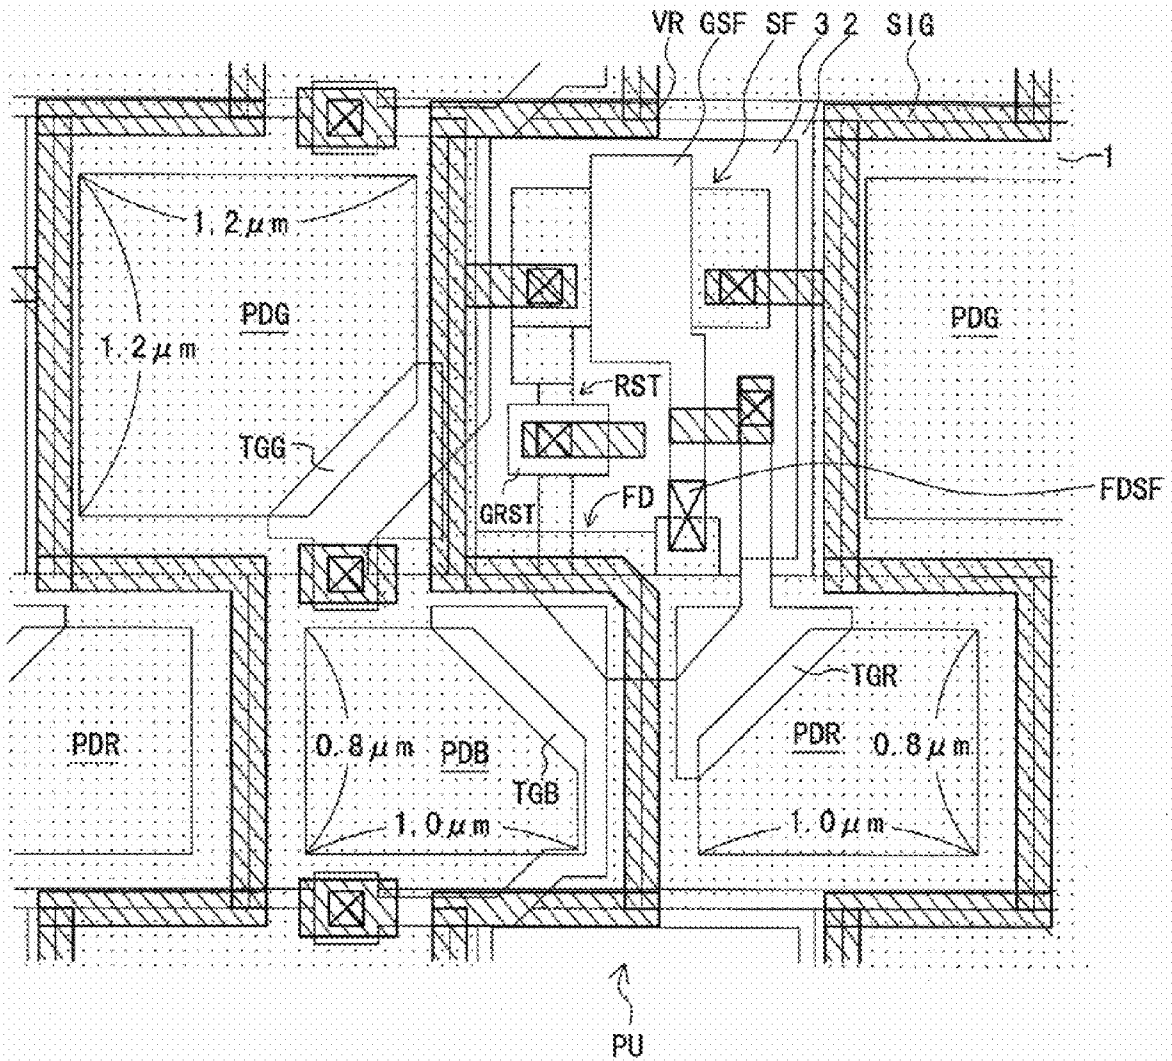 VR GSF SF 3 2 SIG
1
1.2μm
PDG
1.2μm
PDG
RST
TGG
FDSF
FD
GRST
TGR
PDR
0.8μm
PDB
PDR
0.8μm
TGB
1.0μm
1.0μm
PU